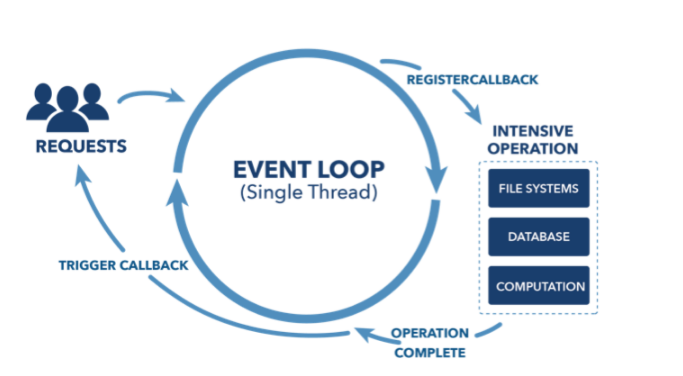 REQUESTS
EVENT LOOP
(Single Thread)
REGISTERCALLBACK
INTENSIVE
OPERATION
FILE SYSTEMS
DATABASE
COMPUTATION
OPERATION
COMPLETE
TRIGGER CALLBACK